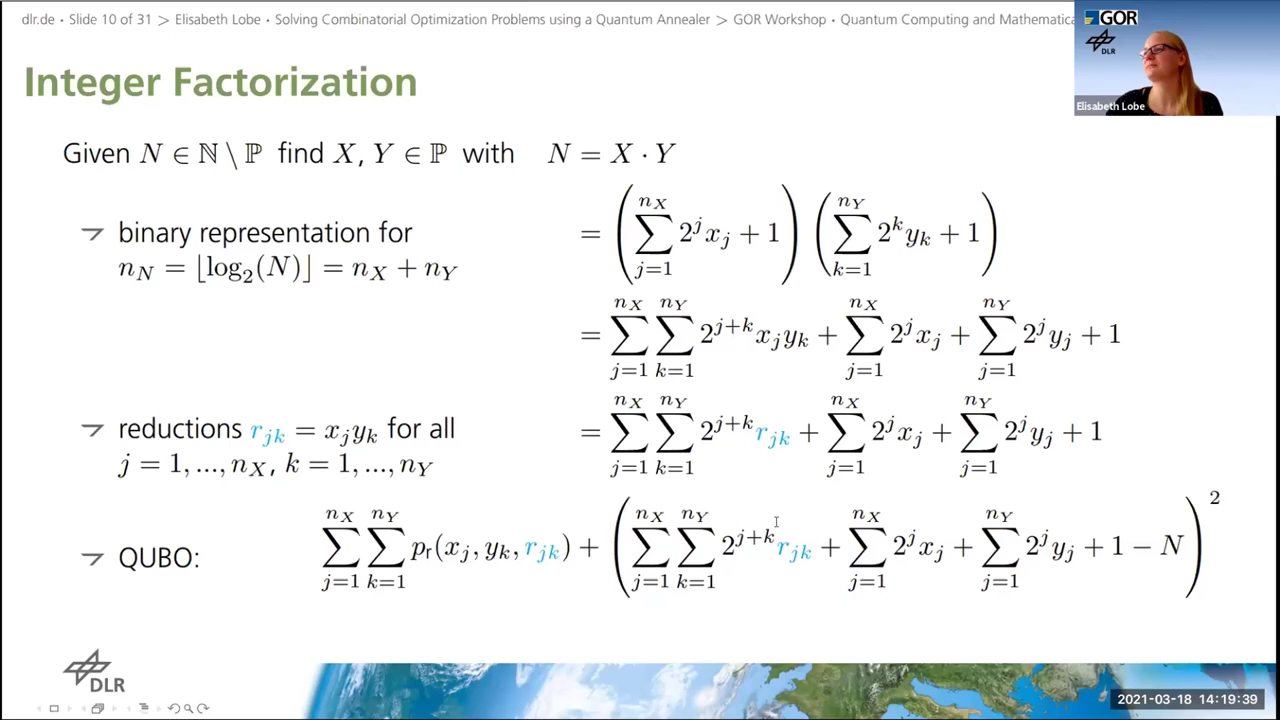 dlr.de · Slide 10 of 31 > Elisabeth Lobe · Solving Combinatorial Optimization Problems using a Quantum Annealer > GOR Workshop · Quantum Computing and Mathematica
GOR
DLR
Elisabeth Lobe
Integer Factorization
Given N ∈ ℕ \ ℙ find X, Y ∈ ℙ with N = X · Y
binary representation for
n_N = ⌊log₂(N)⌋ = n_X + n_Y
= (∑_{j=1}^{n_X} 2^j x_j + 1) (∑_{k=1}^{n_Y} 2^k y_k + 1)
= ∑_{j=1}^{n_X} ∑_{k=1}^{n_Y} 2^{j+k} x_j y_k + ∑_{j=1}^{n_X} 2^j x_j + ∑_{j=1}^{n_Y} 2^j y_j + 1
reductions r_{jk} = x_j y_k for all
j = 1, ..., n_X, k = 1, ..., n_Y
= ∑_{j=1}^{n_X} ∑_{k=1}^{n_Y} 2^{j+k} r_{jk} + ∑_{j=1}^{n_X} 2^j x_j + ∑_{j=1}^{n_Y} 2^j y_j + 1
QUBO: ∑_{j=1}^{n_X} ∑_{k=1}^{n_Y} p_r(x_j, y_k, r_{jk}) + (∑_{j=1}^{n_X} ∑_{k=1}^{n_Y} 2^{j+k} r_{jk} + ∑_{j=1}^{n_X} 2^j x_j + ∑_{j=1}^{n_Y} 2^j y_j + 1 − N)^2
DLR
2021-03-18 14:19:39